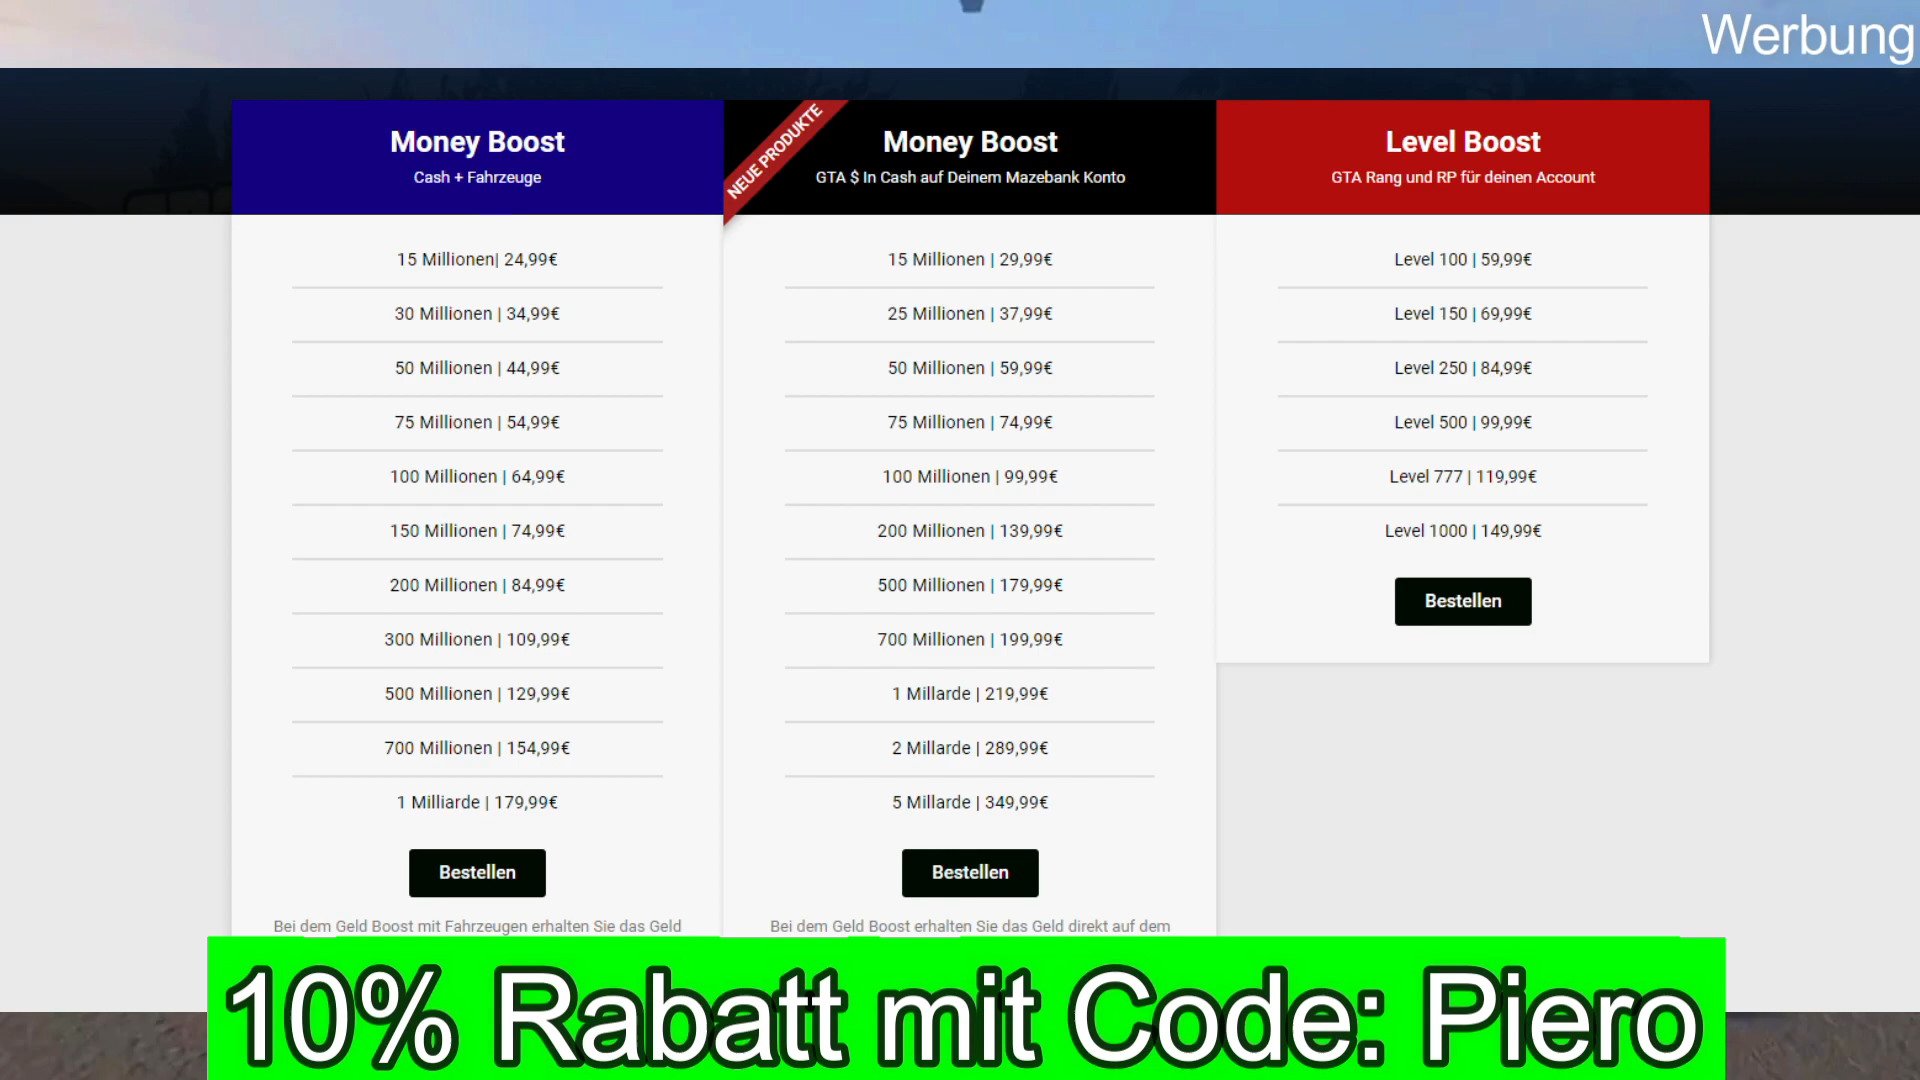 Werbung
Money Boost
Cash + Fahrzeuge
15 Millionen| 24,99€
30 Millionen | 34,99€
50 Millionen | 44,99€
75 Millionen | 54,99€
100 Millionen | 64,99€
150 Millionen | 74,99€
200 Millionen | 84,99€
300 Millionen | 109,99€
500 Millionen | 129,99€
700 Millionen | 154,99€
1 Milliarde | 179,99€
Bestellen
Bei dem Geld Boost mit Fahrzeugen erhalten Sie das Geld
NEUE PRODUKTE
Money Boost
GTA $ In Cash auf Deinem Mazebank Konto
15 Millionen | 29,99€
25 Millionen | 37,99€
50 Millionen | 59,99€
75 Millionen | 74,99€
100 Millionen | 99,99€
200 Millionen | 139,99€
500 Millionen | 179,99€
700 Millionen | 199,99€
1 Millarde | 219,99€
2 Millarde | 289,99€
5 Millarde | 349,99€
Bestellen
Bei dem Geld Boost erhalten Sie das Geld direkt auf dem
Level Boost
GTA Rang und RP für deinen Account
Level 100 | 59,99€
Level 150 | 69,99€
Level 250 | 84,99€
Level 500 | 99,99€
Level 777 | 119,99€
Level 1000 | 149,99€
Bestellen
10% Rabatt mit Code: Piero